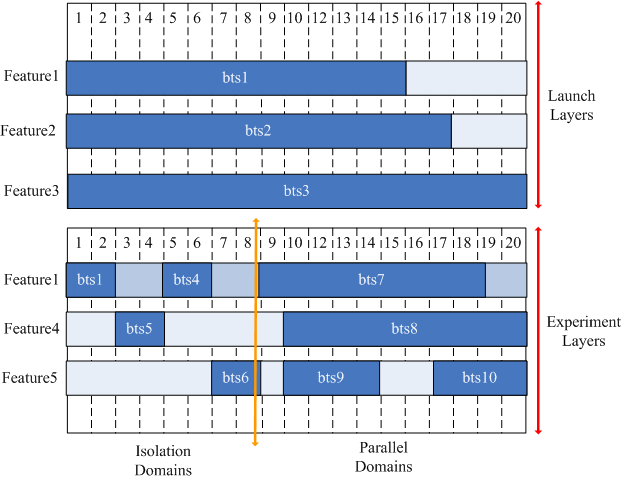 1 2 3 4 5 6 7 8 9 10 11 12 13 14 15 16 17 18 19 20
Feature1 bts1
Feature2 bts2
Feature3 bts3
Launch
Layers
1 2 3 4 5 6 7 8 9 10 11 12 13 14 15 16 17 18 19 20
Feature1 bts1 bts4 bts7
Feature4 bts5 bts8
Feature5 bts6 bts9 bts10
Experiment
Layers
Isolation
Domains
Parallel
Domains